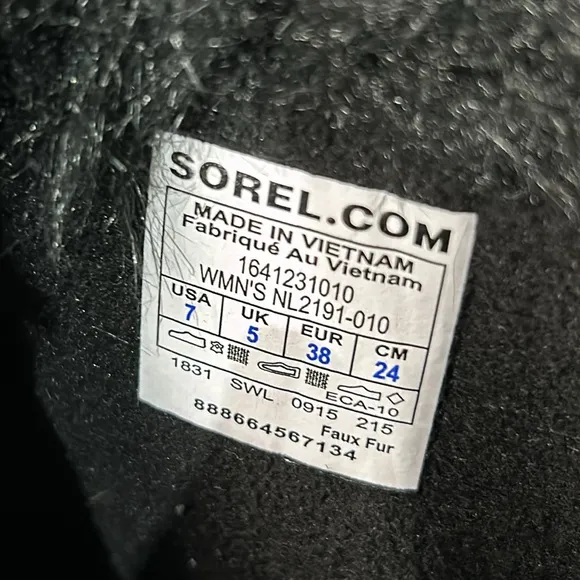 SOREL.COM
MADE IN VIETNAM
Fabriqué Au Vietnam
1641231010
WMN'S NL2191-010
USA UK EUR CM
7 5 38 24
ECA-10
1831 SWL 0915 215
Faux Fur
888664567134